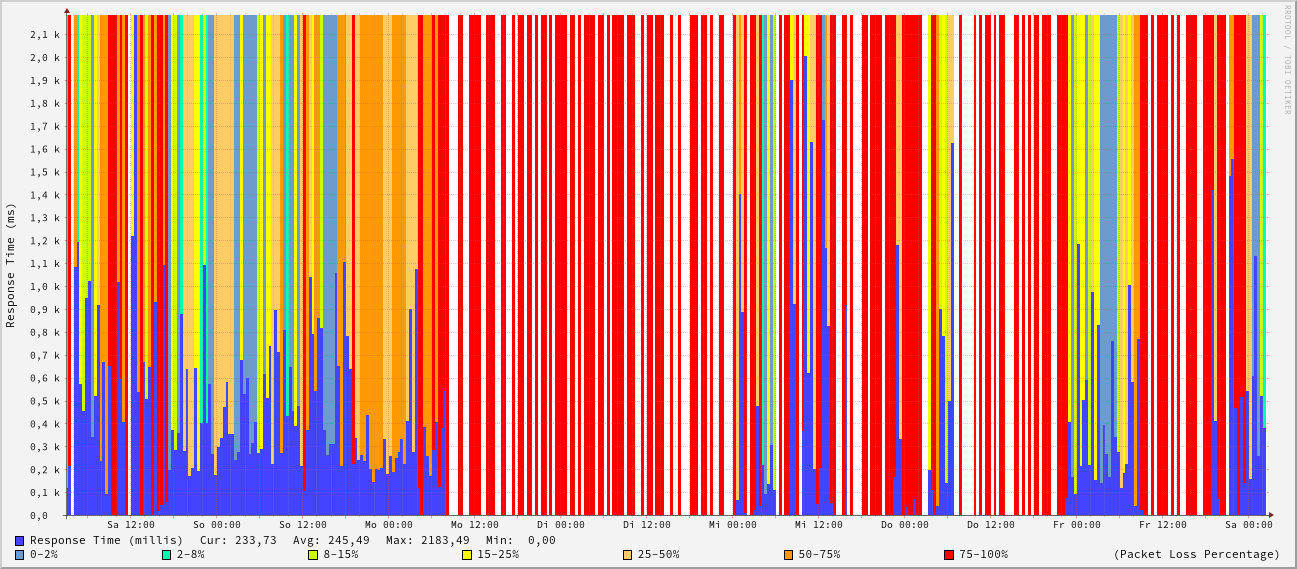 RRDTOOL / TOBI OETIKER
Response Time (ms)
2,1 k
2,0 k
1,9 k
1,8 k
1,7 k
1,6 k
1,5 k
1,4 k
1,3 k
1,2 k
1,1 k
1,0 k
0,9 k
0,8 k
0,7 k
0,6 k
0,5 k
0,4 k
0,3 k
0,2 k
0,1 k
0,0
Sa 12:00 So 00:00 So 12:00 Mo 00:00 Mo 12:00 Di 00:00 Di 12:00 Mi 00:00 Mi 12:00 Do 00:00 Do 12:00 Fr 00:00 Fr 12:00 Sa 00:00
Response Time (millis) Cur: 233,73 Avg: 245,49 Max: 2183,49 Min: 0,00
0-2% 2-8% 8-15% 15-25% 25-50% 50-75% 75-100% (Packet Loss Percentage)